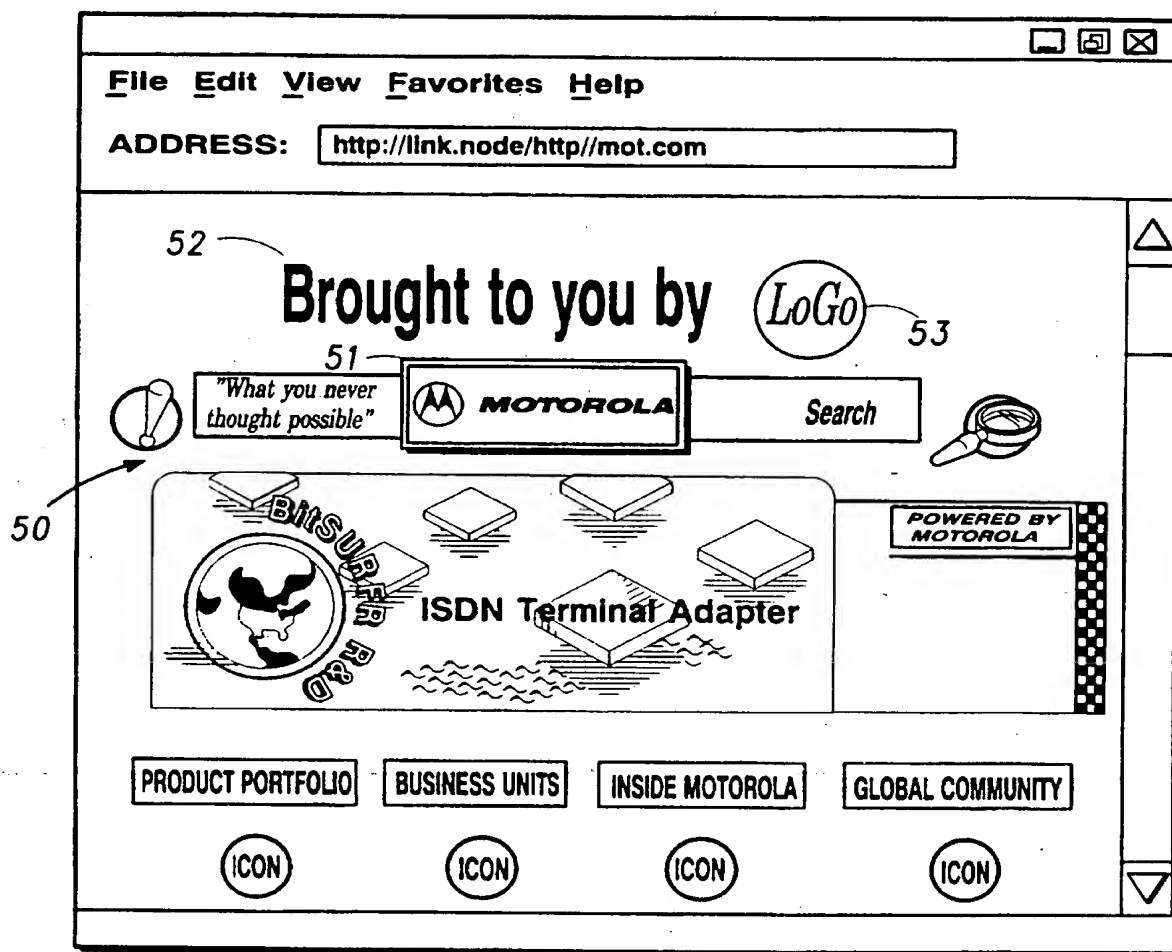 File Edit View Favorites Help
ADDRESS: http://link.node/http//mot.com
52
Brought to you by LoGo
53
51
"What you never
thought possible"
MOTOROLA
Search
50
BitSURFR R&D
POWERED BY
MOTOROLA
ISDN Terminal Adapter
PRODUCT PORTFOLIO BUSINESS UNITS INSIDE MOTOROLA GLOBAL COMMUNITY
ICON ICON ICON ICON